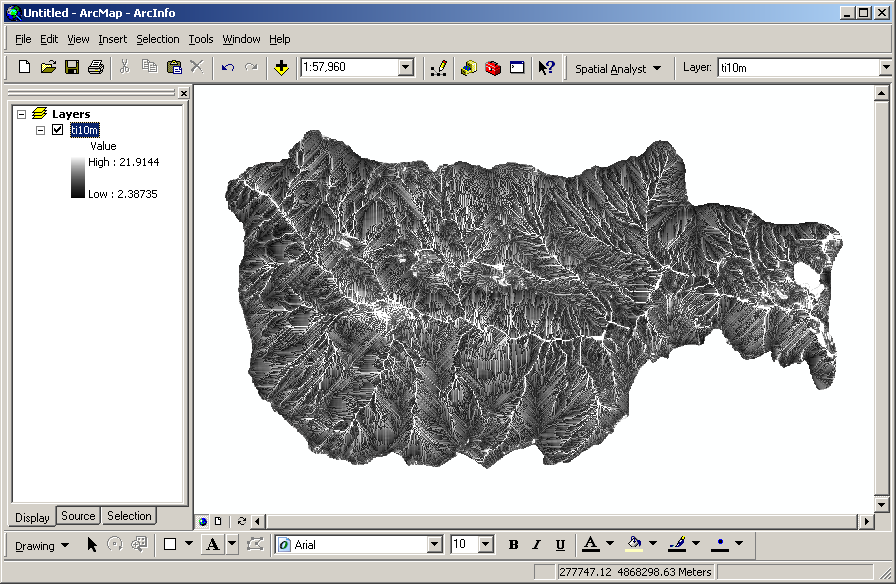 Untitled - ArcMap - ArcInfo
File Edit View Insert Selection Tools Window Help
1:57,960 Spatial Analyst Layer: ti10m
Layers
ti10m
Value
High : 21.9144
Low : 2.38735
Display Source Selection
Drawing A Arial 10 B I U A
277747.12 4868298.63 Meters